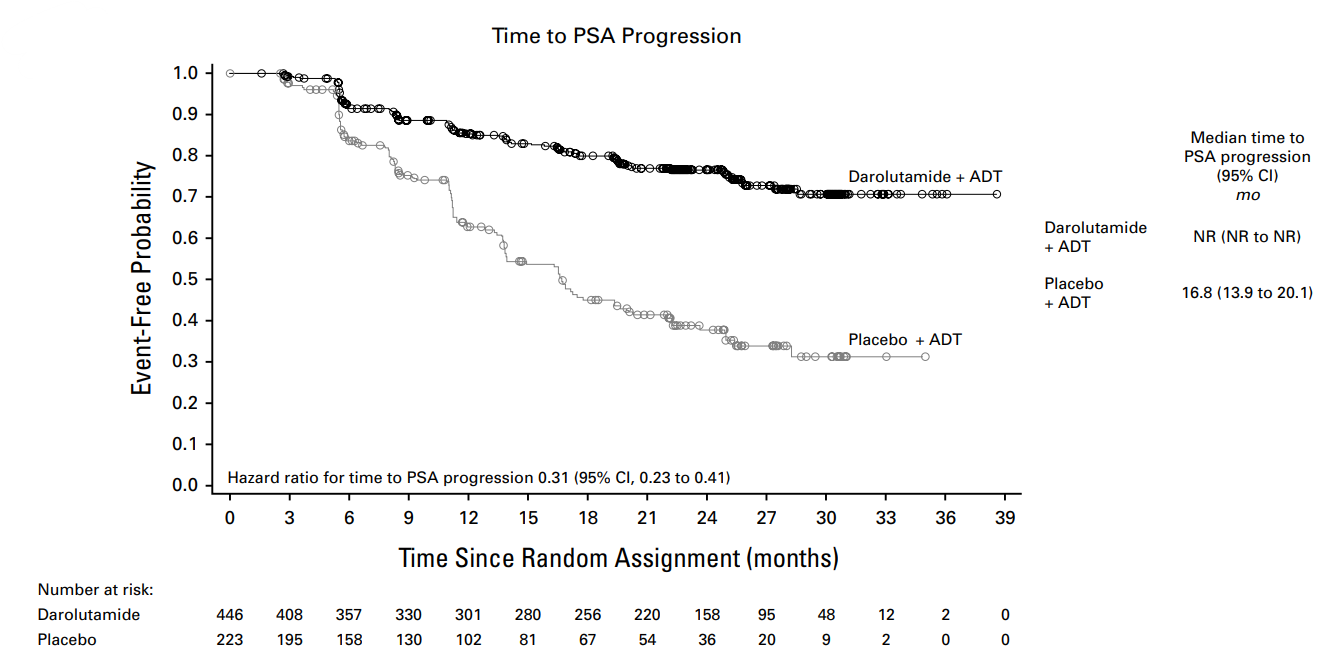 Time to PSA Progression
1.0
0.9
0.8
0.7
0.6
0.5
0.4
0.3
0.2
0.1
0.0
Event-Free Probability
Darolutamide + ADT
Placebo + ADT
Hazard ratio for time to PSA progression 0.31 (95% CI, 0.23 to 0.41)
0 3 6 9 12 15 18 21 24 27 30 33 36 39
Time Since Random Assignment (months)
Median time to
PSA progression
(95% CI)
mo
Darolutamide
+ ADT
NR (NR to NR)
Placebo
+ ADT
16.8 (13.9 to 20.1)
Number at risk:
Darolutamide 446 408 357 330 301 280 256 220 158 95 48 12 2 0
Placebo 223 195 158 130 102 81 67 54 36 20 9 2 0 0